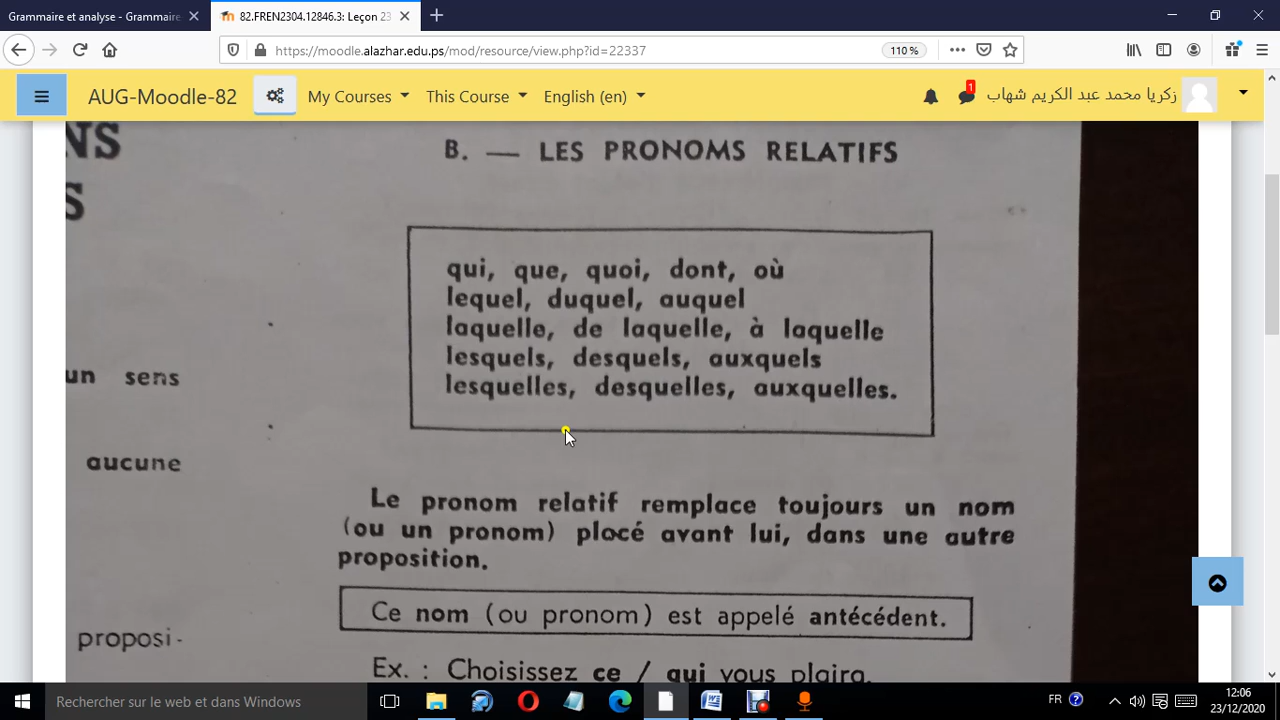 Grammaire et analyse - Grammaire
82.FREN2304.12846.3: Leçon 23
https://moodle.alazhar.edu.ps/mod/resource/view.php?id=22337
110 %
AUG-Moodle-82
My Courses
This Course
English (en)
1
زكريا محمد عبد الكريم شهاب
NS
S
B. — LES PRONOMS RELATIFS
qui, que, quoi, dont, où
lequel, duquel, auquel
laquelle, de laquelle, à laquelle
lesquels, desquels, auxquels
lesquelles, desquelles, auxquelles.
un sens
aucune
Le pronom relatif remplace toujours un nom
(ou un pronom) placé avant lui, dans une autre
proposition.
Ce nom (ou pronom) est appelé antécédent.
proposi-
Ex. : Choisissez ce / qui vous plaira.
Rechercher sur le web et dans Windows
FR
12:06
23/12/2020